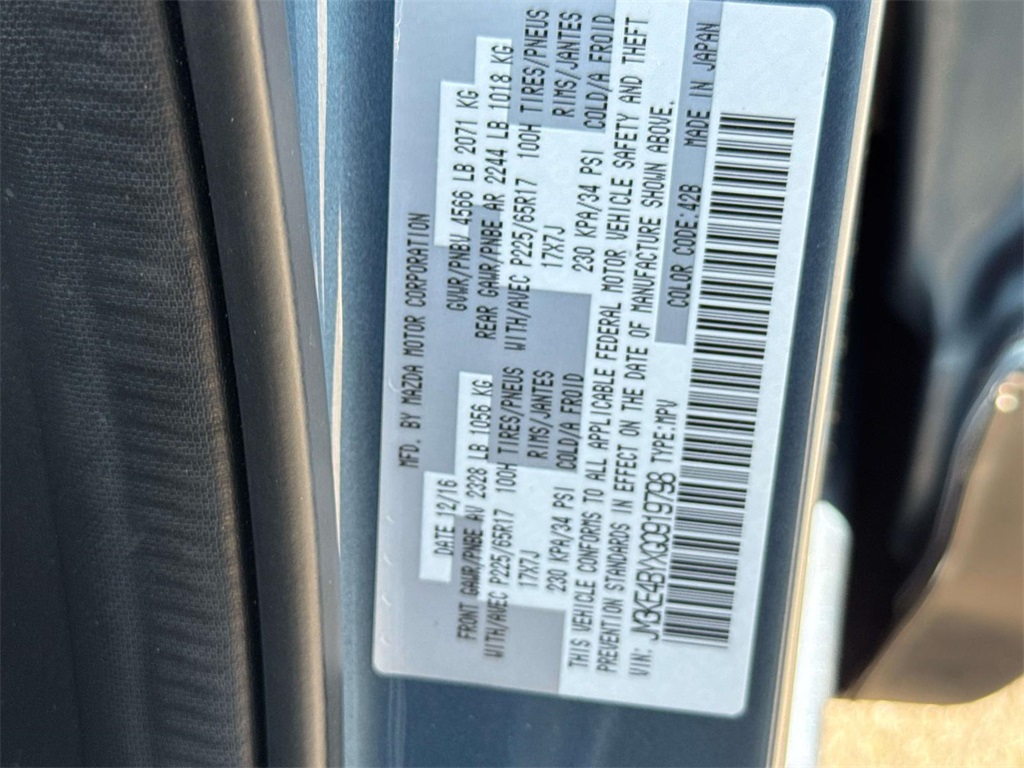 MFD. BY MAZDA MOTOR CORPORATION
DATE 12/16 GVWR/PNBV 4566 LB 2071 KG
FRONT GAWR/PNBE AV 2328 LB 1056 KG REAR GAWR/PNBE AR 2244 LB 1018 KG
WITH/AVEC P225/65R17 100H TIRES/PNEUS WITH/AVEC P225/65R17 100H TIRES/PNEUS
17X7J RIMS/JANTES 17X7J RIMS/JANTES
230 KPA/34 PSI COLD/A FROID 230 KPA/34 PSI COLD/A FROID
THIS VEHICLE CONFORMS TO ALL APPLICABLE FEDERAL MOTOR VEHICLE SAFETY AND THEFT
PREVENTION STANDARDS IN EFFECT ON THE DATE OF MANUFACTURE SHOWN ABOVE.
VIN: JM3KE4BYXG0919798 TYPE:MPV COLOR CODE:42B MADE IN JAPAN